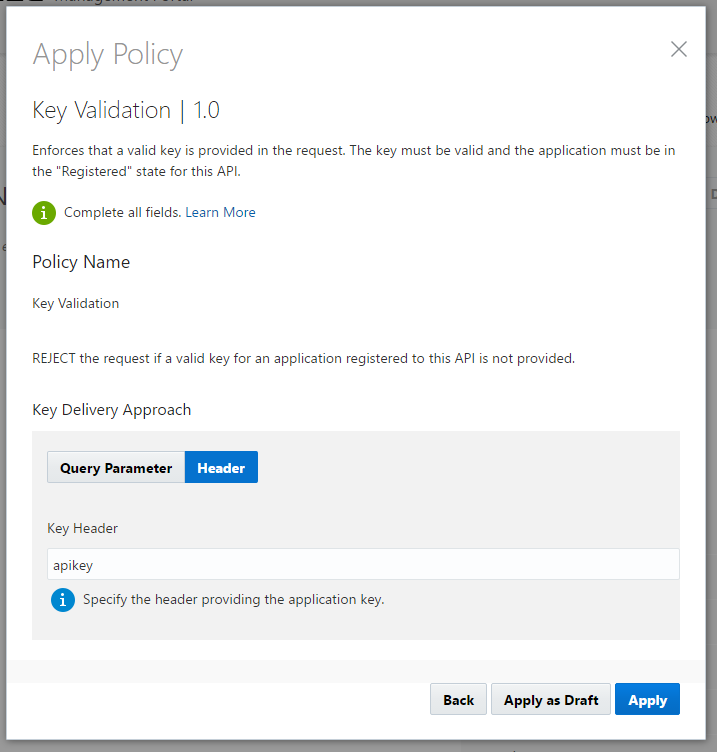 Management Portal
Apply Policy
Key Validation | 1.0
Enforces that a valid key is provided in the request. The key must be valid and the application must be in
the "Registered" state for this API.
Complete all fields. Learn More
Policy Name
Key Validation
REJECT the request if a valid key for an application registered to this API is not provided.
Key Delivery Approach
Query Parameter Header
Key Header
apikey
Specify the header providing the application key.
Back Apply as Draft Apply